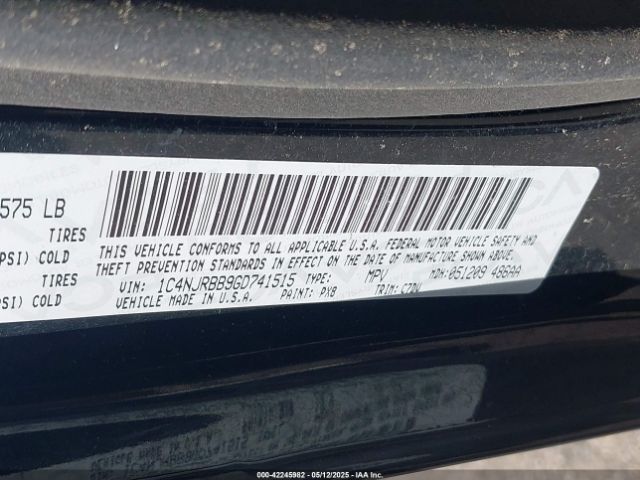 575 LB
TIRES
PSI) COLD
TIRES
PSI) COLD
THIS VEHICLE CONFORMS TO ALL APPLICABLE U.S.A. FEDERAL MOTOR VEHICLE SAFETY AND
THEFT PREVENTION STANDARDS IN EFFECT ON THE DATE OF MANUFACTURE SHOWN ABOVE.
VIN: 1C4NJRBB9GD741515 TYPE: MPV MDH: 051209 486AA
VEHICLE MADE IN U.S.A. PAINT: PX8 TRIM: C7DV
000-42245982 - 05/12/2025 - IAA Inc.